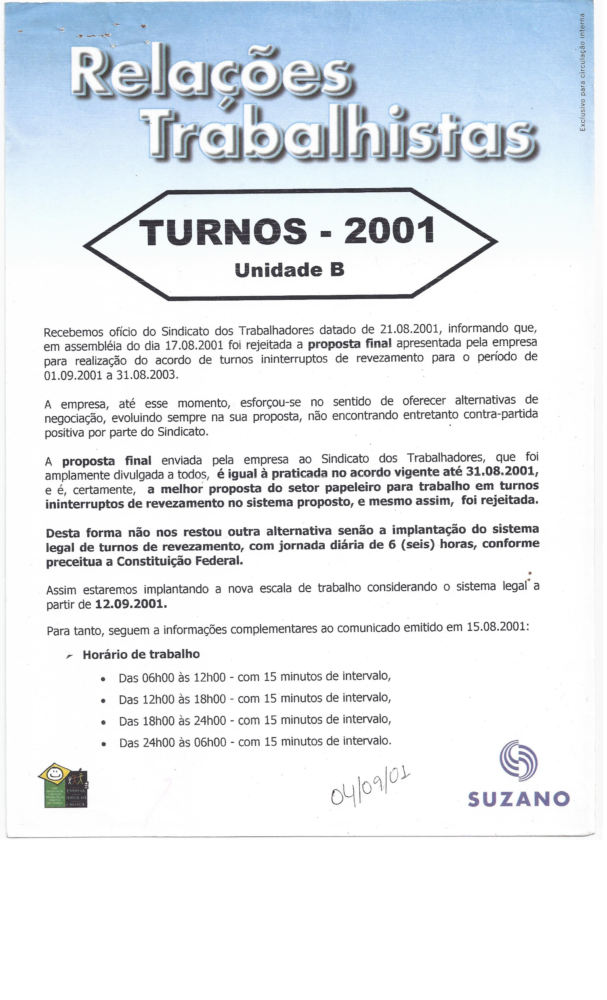 Exclusivo para circulação interna
Relações
Trabalhistas
TURNOS - 2001
Unidade B
Recebemos ofício do Sindicato dos Trabalhadores datado de 21.08.2001, informando que,
em assembléia do dia 17.08.2001 foi rejeitada a proposta final apresentada pela empresa
para realização do acordo de turnos ininterruptos de revezamento para o período de
01.09.2001 a 31.08.2003.
A empresa, até esse momento, esforçou-se no sentido de oferecer alternativas de
negociação, evoluindo sempre na sua proposta, não encontrando entretanto contra-partida
positiva por parte do Sindicato.
A proposta final enviada pela empresa ao Sindicato dos Trabalhadores, que foi
amplamente divulgada a todos, é igual à praticada no acordo vigente até 31.08.2001,
e é, certamente, a melhor proposta do setor papeleiro para trabalho em turnos
ininterruptos de revezamento no sistema proposto, e mesmo assim, foi rejeitada.
Desta forma não nos restou outra alternativa senão a implantação do sistema
legal de turnos de revezamento, com jornada diária de 6 (seis) horas, conforme
preceitua a Constituição Federal.
Assim estaremos implantando a nova escala de trabalho considerando o sistema legal a
partir de 12.09.2001.
Para tanto, seguem a informações complementares ao comunicado emitido em 15.08.2001:
Horário de trabalho
• Das 06h00 às 12h00 - com 15 minutos de intervalo,
• Das 12h00 às 18h00 - com 15 minutos de intervalo,
• Das 18h00 às 24h00 - com 15 minutos de intervalo,
• Das 24h00 às 06h00 - com 15 minutos de intervalo.
EMPRESA
AMIGA DA
CRIANÇA
04/09/01
SUZANO